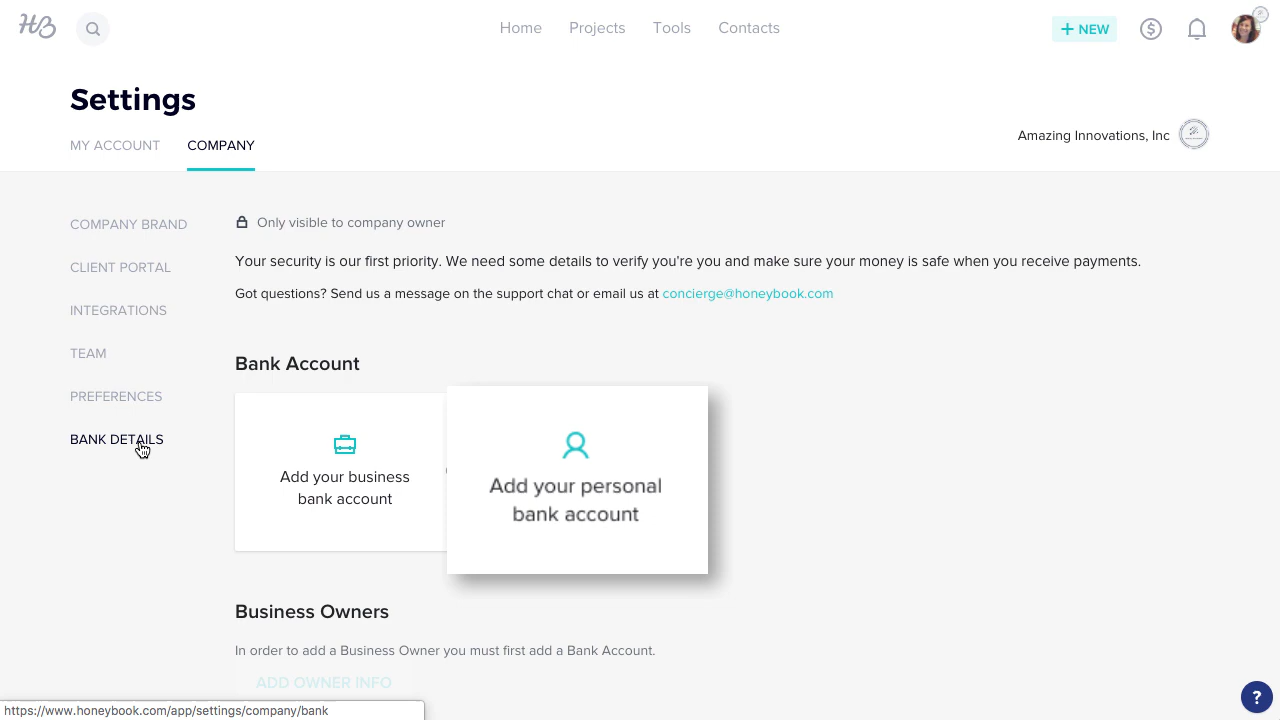 HB
Home Projects Tools Contacts
+ NEW
$
Settings
MY ACCOUNT COMPANY
Amazing Innovations, Inc
COMPANY BRAND
CLIENT PORTAL
INTEGRATIONS
TEAM
PREFERENCES
BANK DETAILS
Only visible to company owner
Your security is our first priority. We need some details to verify you're you and make sure your money is safe when you receive payments.
Got questions? Send us a message on the support chat or email us at concierge@honeybook.com
Bank Account
Add your business
bank account
Add your personal
bank account
Business Owners
In order to add a Business Owner you must first add a Bank Account.
ADD OWNER INFO
?
https://www.honeybook.com/app/settings/company/bank